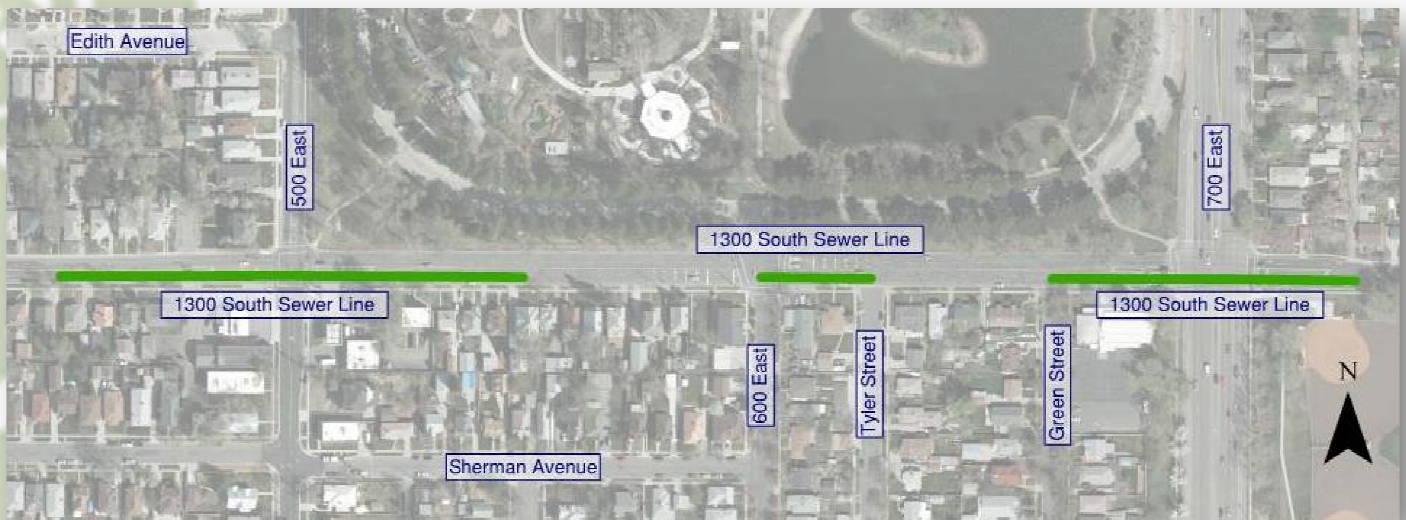 Edith Avenue
500 East
700 East
1300 South Sewer Line
1300 South Sewer Line
1300 South Sewer Line
600 East
Tyler Street
Green Street
N
Sherman Avenue